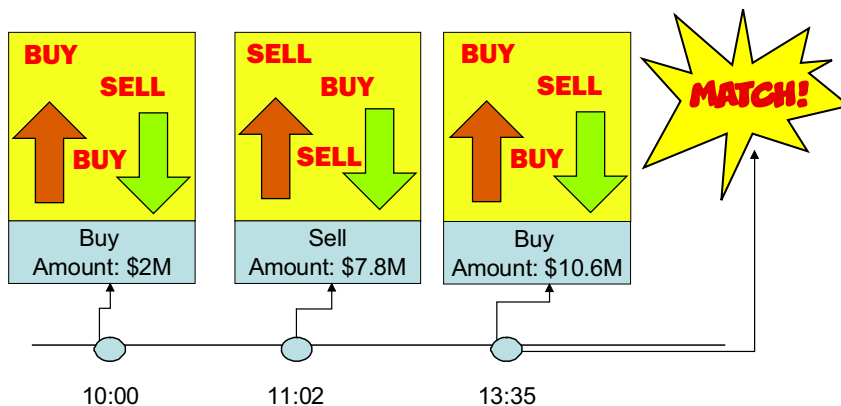 BUY
SELL
BUY
Buy
Amount: $2M
SELL
BUY
SELL
Sell
Amount: $7.8M
BUY
SELL
BUY
Buy
Amount: $10.6M
MATCH!
10:00
11:02
13:35